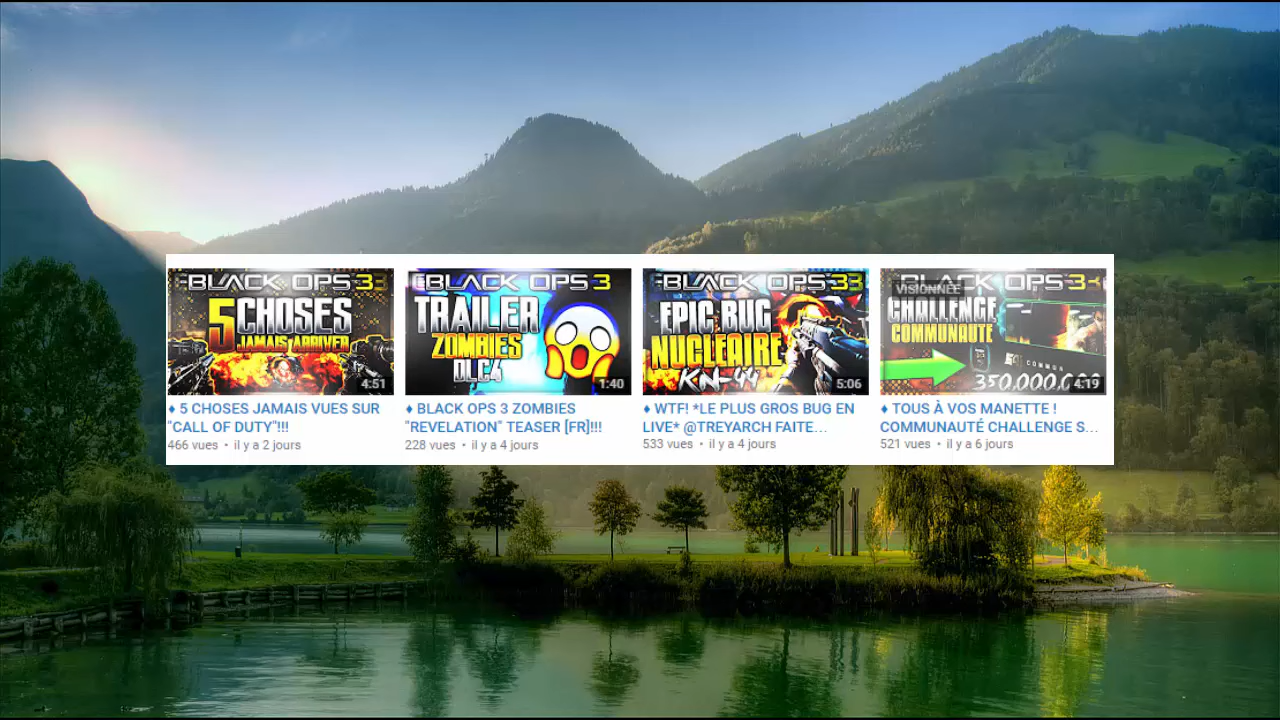 BLACK OPS 3
5 CHOSES
JAMAIS ARRIVER
4:51
♦ 5 CHOSES JAMAIS VUES SUR
"CALL OF DUTY"!!!
466 vues • il y a 2 jours
BLACK OPS 3
TRAILER
ZOMBIES
DLC4
1:40
♦ BLACK OPS 3 ZOMBIES
"REVELATION" TEASER [FR]!!!
228 vues • il y a 4 jours
BLACK OPS 33
EPIC BUG
NUCLEAIRE
KN-44
5:06
♦ WTF! *LE PLUS GROS BUG EN
LIVE* @TREYARCH FAITE...
533 vues • il y a 4 jours
BLACK OPS 3
VISIONNÉE
CHALLENGE
COMMUNAUTÉ
COMMUN
350.000.0
4:19
♦ TOUS À VOS MANETTE !
COMMUNAUTÉ CHALLENGE S...
521 vues • il y a 6 jours